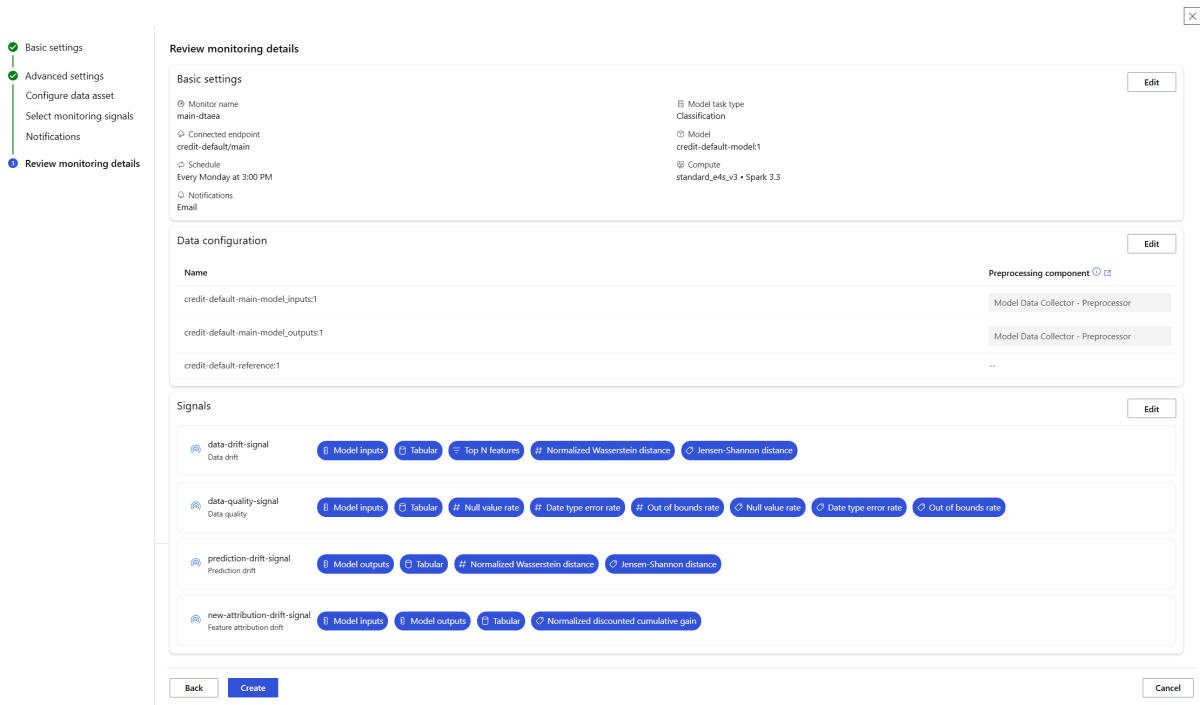 Basic settings
Advanced settings
Configure data asset
Select monitoring signals
Notifications
Review monitoring details
Review monitoring details
Basic settings
Edit
Monitor name
main-dtaea
Model task type
Classification
Connected endpoint
credit-default/main
Model
credit-default-model:1
Schedule
Every Monday at 3:00 PM
Compute
standard_e4s_v3 • Spark 3.3
Notifications
Email
Data configuration
Edit
Name
Preprocessing component
credit-default-main-model_inputs:1
Model Data Collector - Preprocessor
credit-default-main-model_outputs:1
Model Data Collector - Preprocessor
credit-default-reference:1
--
Signals
Edit
data-drift-signal
Data drift
Model inputs
Tabular
Top N features
# Normalized Wasserstein distance
Jensen-Shannon distance
data-quality-signal
Data quality
Model inputs
Tabular
# Null value rate
# Date type error rate
# Out of bounds rate
Null value rate
Date type error rate
Out of bounds rate
prediction-drift-signal
Prediction drift
Model outputs
Tabular
# Normalized Wasserstein distance
Jensen-Shannon distance
new-attribution-drift-signal
Feature attribution drift
Model inputs
Model outputs
Tabular
Normalized discounted cumulative gain
Back
Create
Cancel